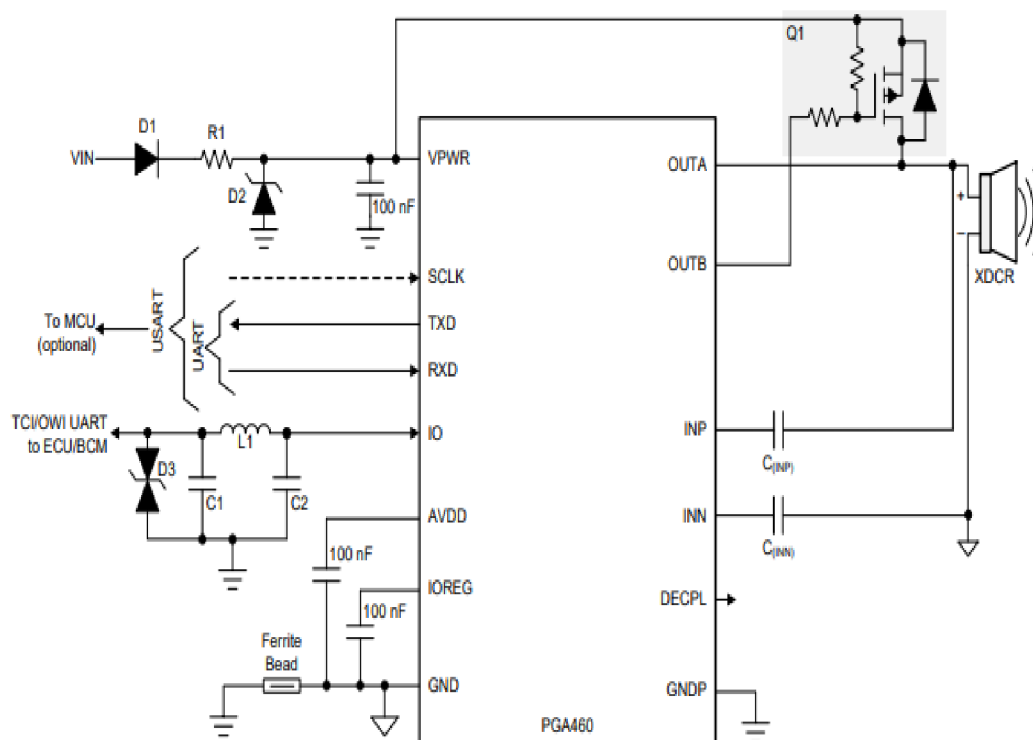 Q1
D1
R1
VIN
VPWR
OUTA
D2
100 nF
+
–
OUTB
XDCR
SCLK
To MCU
(optional)
USART
UART
TXD
RXD
TCI/OWI UART
to ECU/BCM
L1
IO
INP
C(INP)
D3
C1
C2
AVDD
INN
C(INN)
100 nF
IOREG
DECPL
100 nF
Ferrite
Bead
GND
GNDP
PGA460